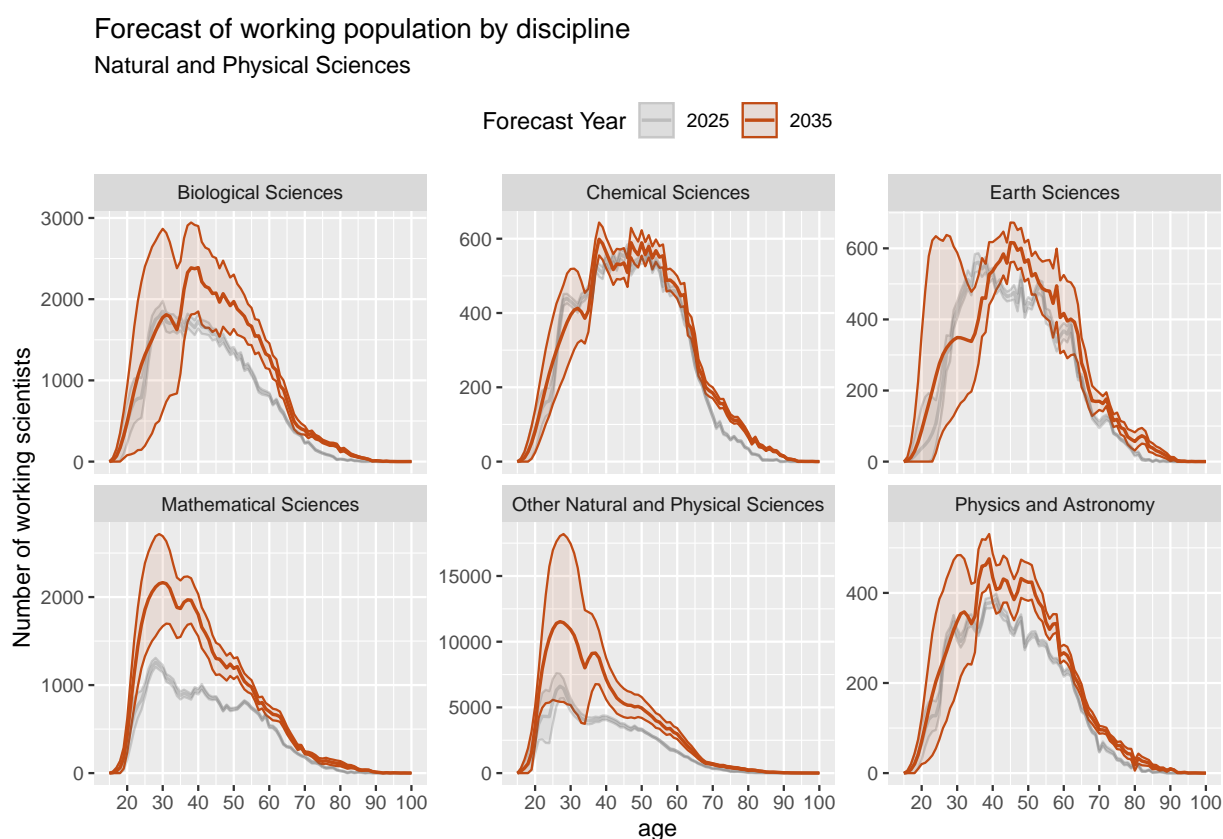 Forecast of working population by discipline
Natural and Physical Sciences
Forecast Year 2025 2035
Number of working scientists
Biological Sciences
3000
2000
1000
0
Chemical Sciences
600
400
200
0
Earth Sciences
600
400
200
0
Mathematical Sciences
2000
1000
0
20 30 40 50 60 70 80 90 100
Other Natural and Physical Sciences
15000
10000
5000
0
20 30 40 50 60 70 80 90 100
Physics and Astronomy
400
200
0
20 30 40 50 60 70 80 90 100
age